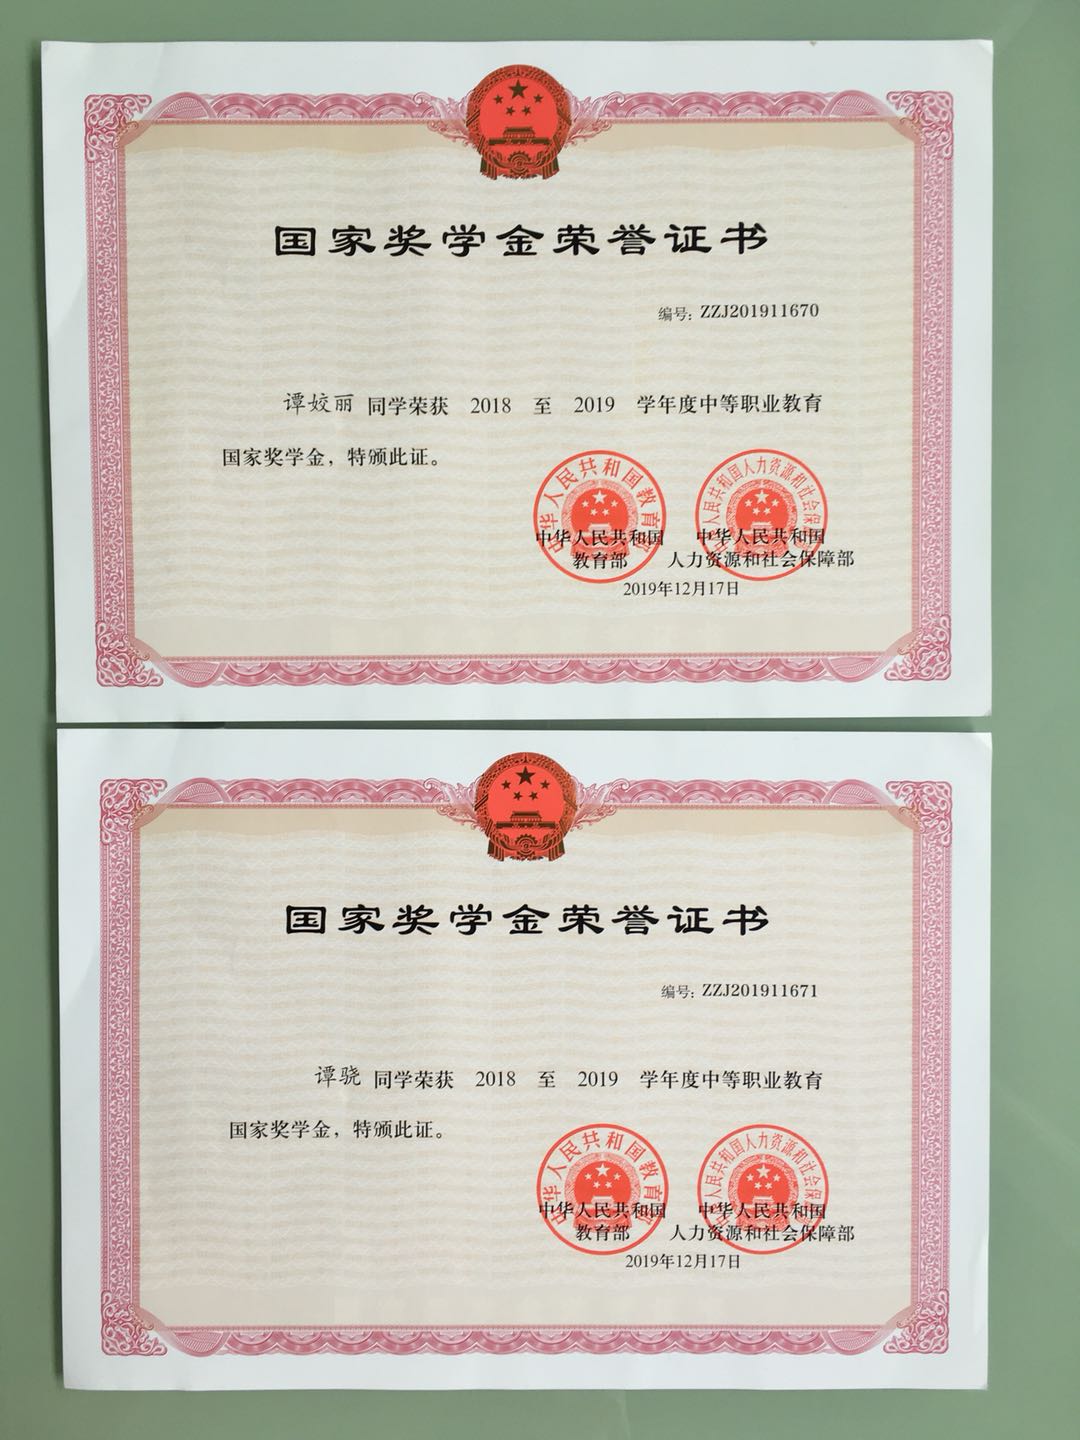 国家奖学金荣誉证书
编号：ZZJ201911670
谭姣丽 同学荣获 2018 至 2019 学年度中等职业教育
国家奖学金，特颁此证。
中华人民共和国教育部
中华人民共和国人力资源和社会保障部
中华人民共和国 中华人民共和国
教育部 人力资源和社会保障部
2019年12月17日
国家奖学金荣誉证书
编号：ZZJ201911671
谭骁 同学荣获 2018 至 2019 学年度中等职业教育
国家奖学金，特颁此证。
中华人民共和国教育部
中华人民共和国人力资源和社会保障部
中华人民共和国 中华人民共和国
教育部 人力资源和社会保障部
2019年12月17日